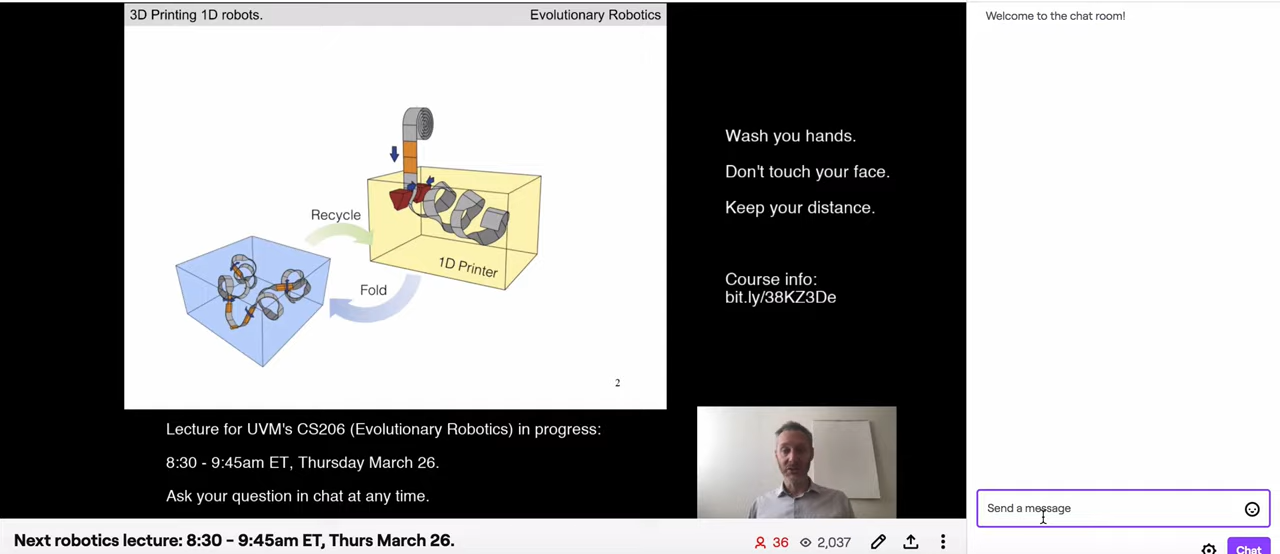 3D Printing 1D robots.
Evolutionary Robotics
Recycle
1D Printer
Fold
2
Wash you hands.
Don't touch your face.
Keep your distance.
Course info:
bit.ly/38KZ3De
Lecture for UVM's CS206 (Evolutionary Robotics) in progress:
8:30 - 9:45am ET, Thursday March 26.
Ask your question in chat at any time.
Next robotics lecture: 8:30 - 9:45am ET, Thurs March 26.
36
2,037
Welcome to the chat room!
Send a message
Chat